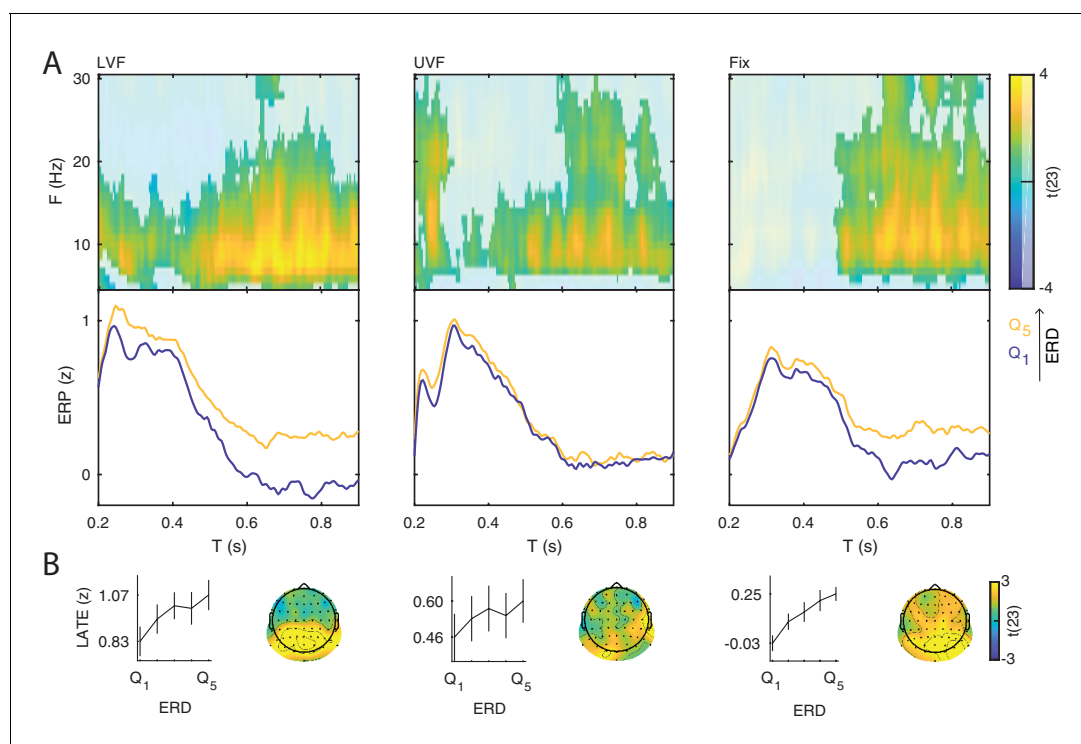 A
LVF
UVF
Fix
30
20
10
F (Hz)
4
-4
t(23)
1
0
ERP (z)
Q5
Q1
ERD
0.2 0.4 0.6 0.8
T (s)
0.2 0.4 0.6 0.8
T (s)
0.2 0.4 0.6 0.8
T (s)
B
LATE (z)
1.07
0.83
Q1 Q5
ERD
0.60
0.46
Q1 Q5
ERD
0.25
-0.03
Q1 Q5
ERD
3
-3
t(23)